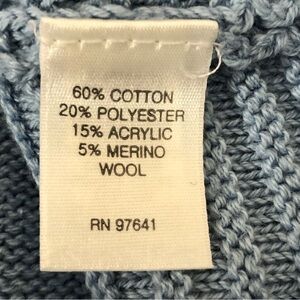 60% COTTON
20% POLYESTER
15% ACRYLIC
5% MERINO
WOOL
RN 97641